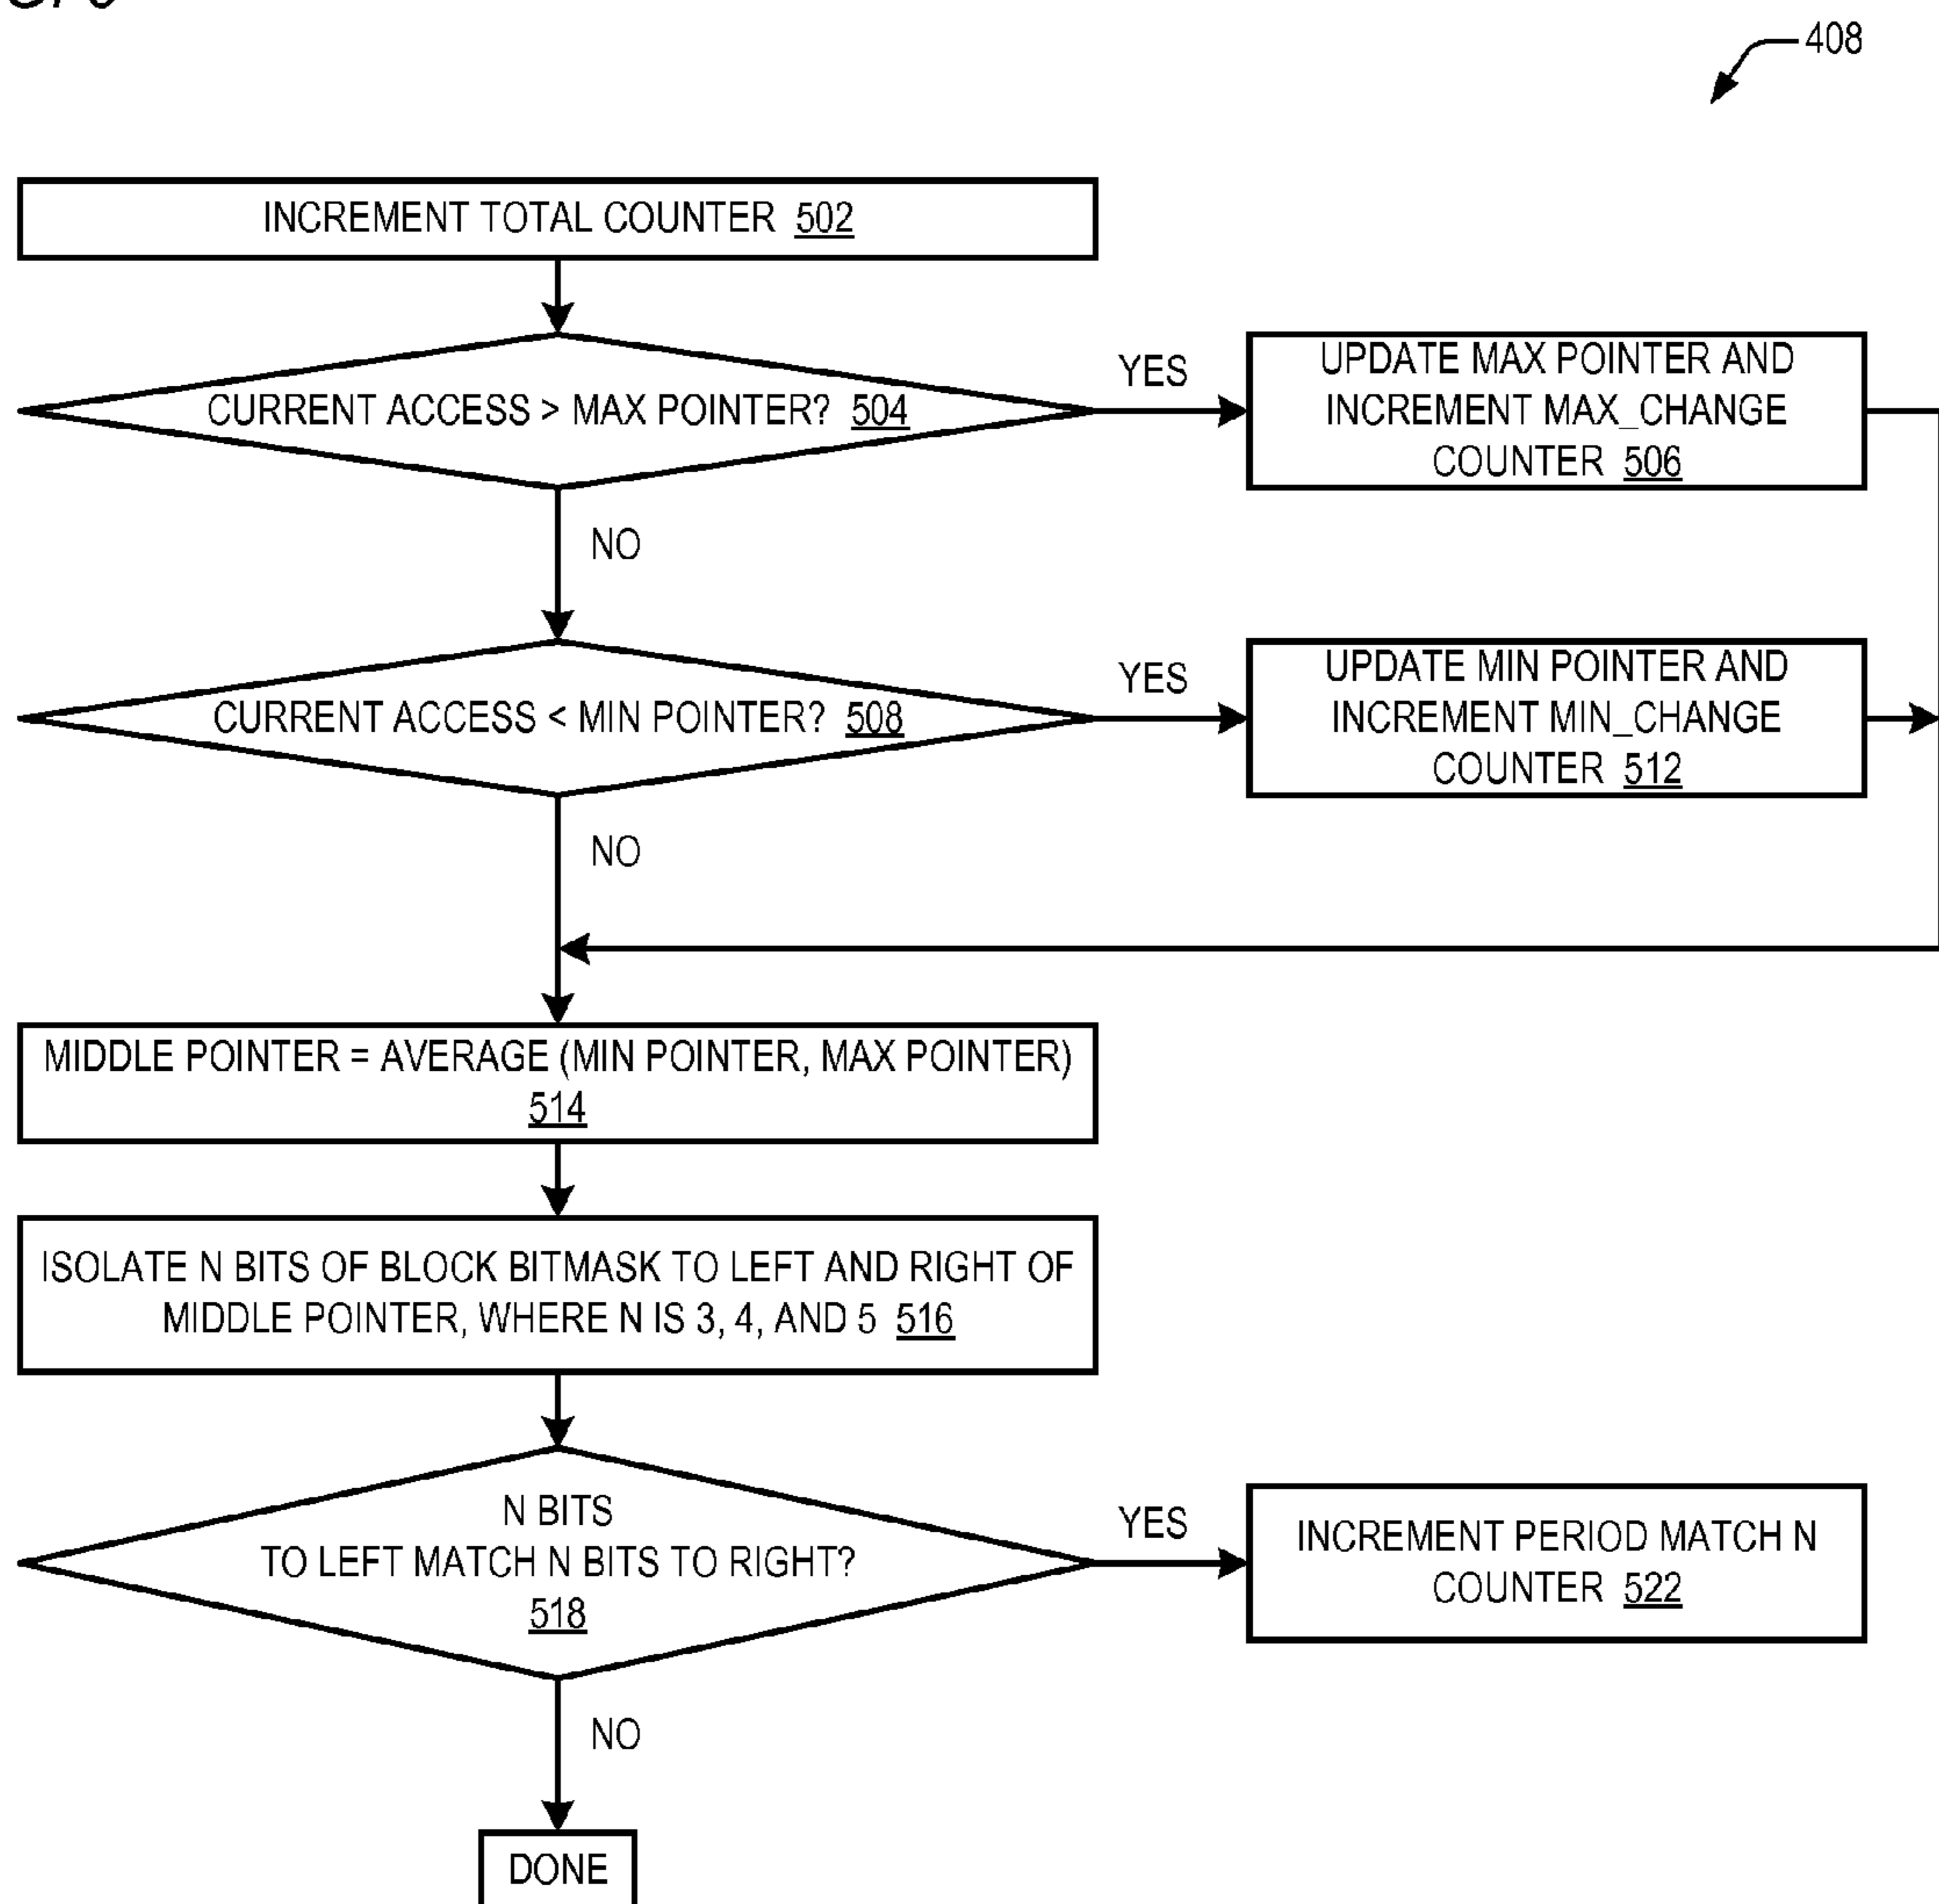 408
INCREMENT TOTAL COUNTER 502
CURRENT ACCESS > MAX POINTER? 504
YES
UPDATE MAX POINTER AND
INCREMENT MAX_CHANGE
COUNTER 506
NO
CURRENT ACCESS < MIN POINTER? 508
YES
UPDATE MIN POINTER AND
INCREMENT MIN_CHANGE
COUNTER 512
NO
MIDDLE POINTER = AVERAGE (MIN POINTER, MAX POINTER)
514
ISOLATE N BITS OF BLOCK BITMASK TO LEFT AND RIGHT OF
MIDDLE POINTER, WHERE N IS 3, 4, AND 5 516
N BITS
TO LEFT MATCH N BITS TO RIGHT?
518
YES
INCREMENT PERIOD MATCH N
COUNTER 522
NO
DONE